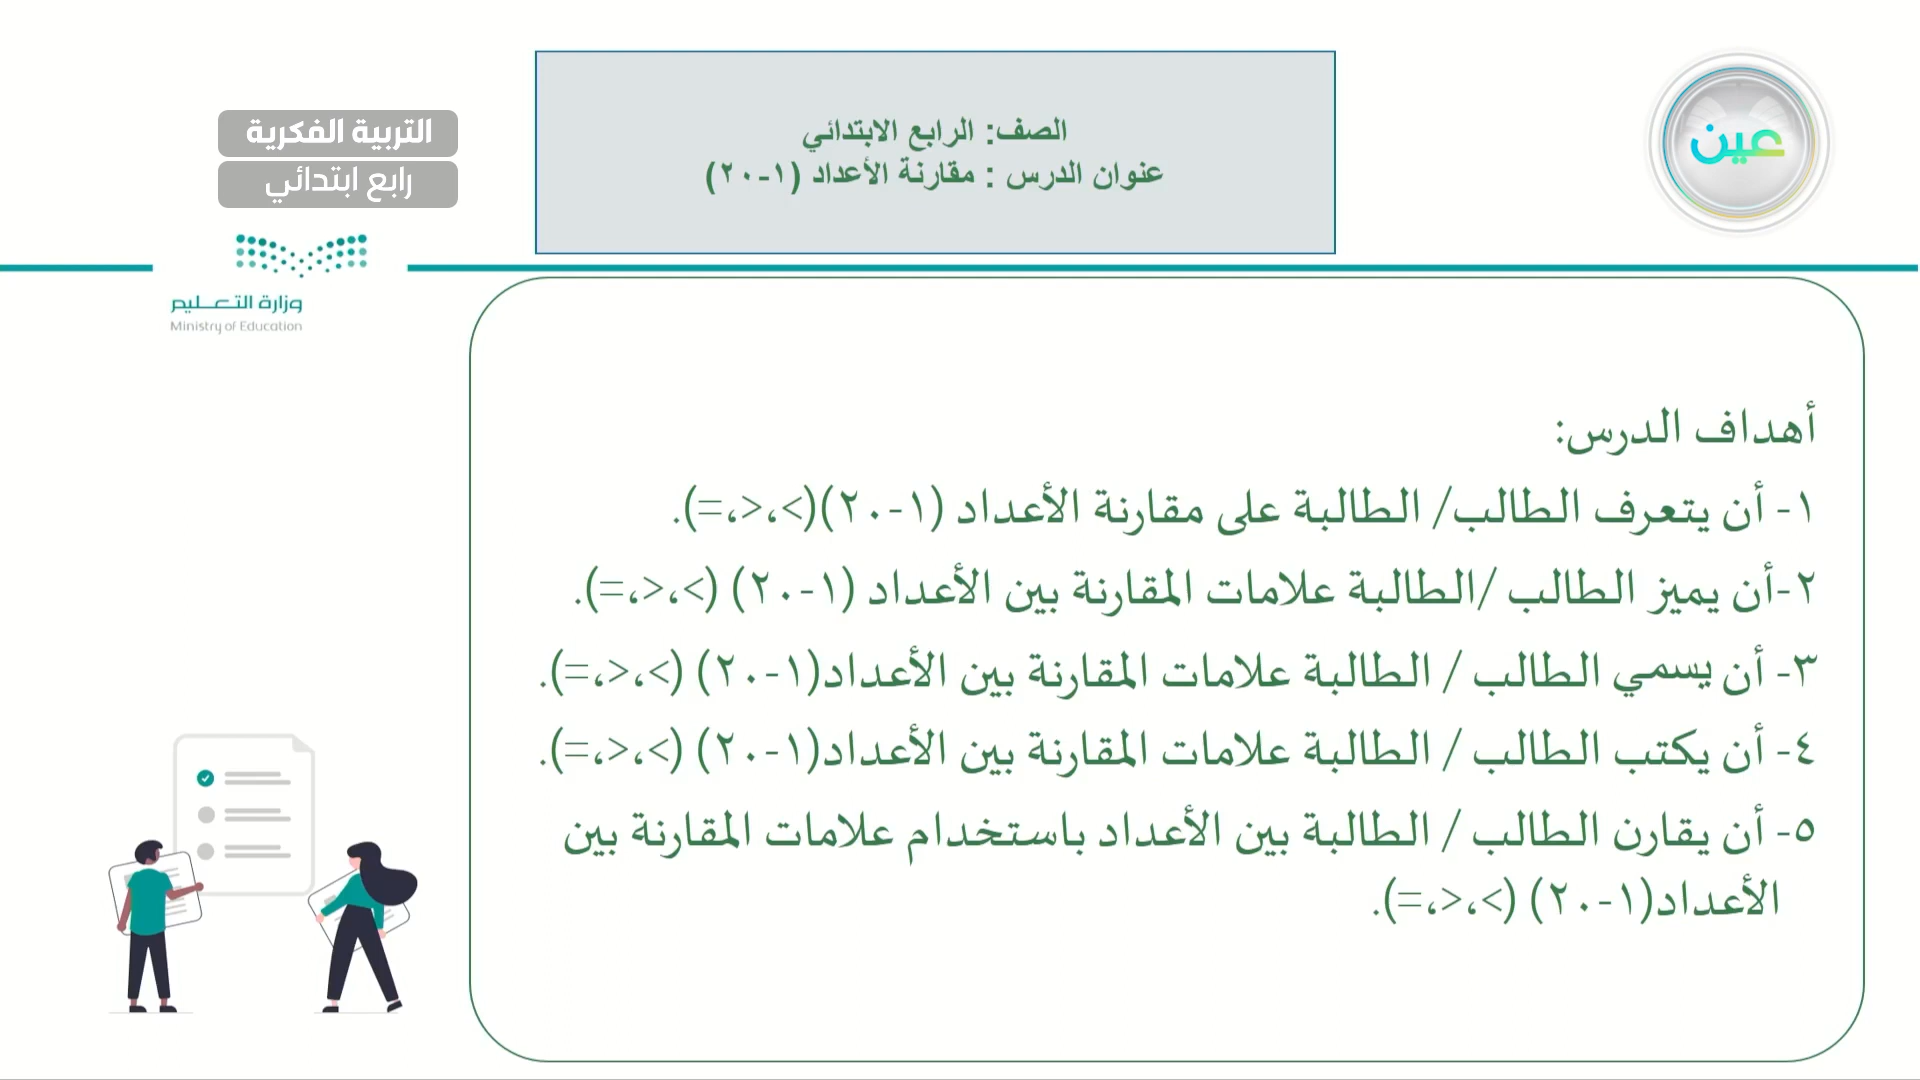 عين
الصف: الرابع الابتدائي
عنوان الدرس : مقارنة الأعداد (١-٢٠)
التربية الفكرية
رابع ابتدائي
وزارة التعليم
Ministry of Education
أهداف الدرس:
١- أن يتعرف الطالب/ الطالبة على مقارنة الأعداد (١-٢٠)(>،<،=).
٢-أن يميز الطالب /الطالبة علامات المقارنة بين الأعداد (١-٢٠) (>،<،=).
٣- أن يسمي الطالب / الطالبة علامات المقارنة بين الأعداد(١-٢٠) (>،<،=).
٤- أن يكتب الطالب / الطالبة علامات المقارنة بين الأعداد(١-٢٠) (>،<،=).
٥- أن يقارن الطالب / الطالبة بين الأعداد باستخدام علامات المقارنة بين
الأعداد(١-٢٠) (>،<،=).